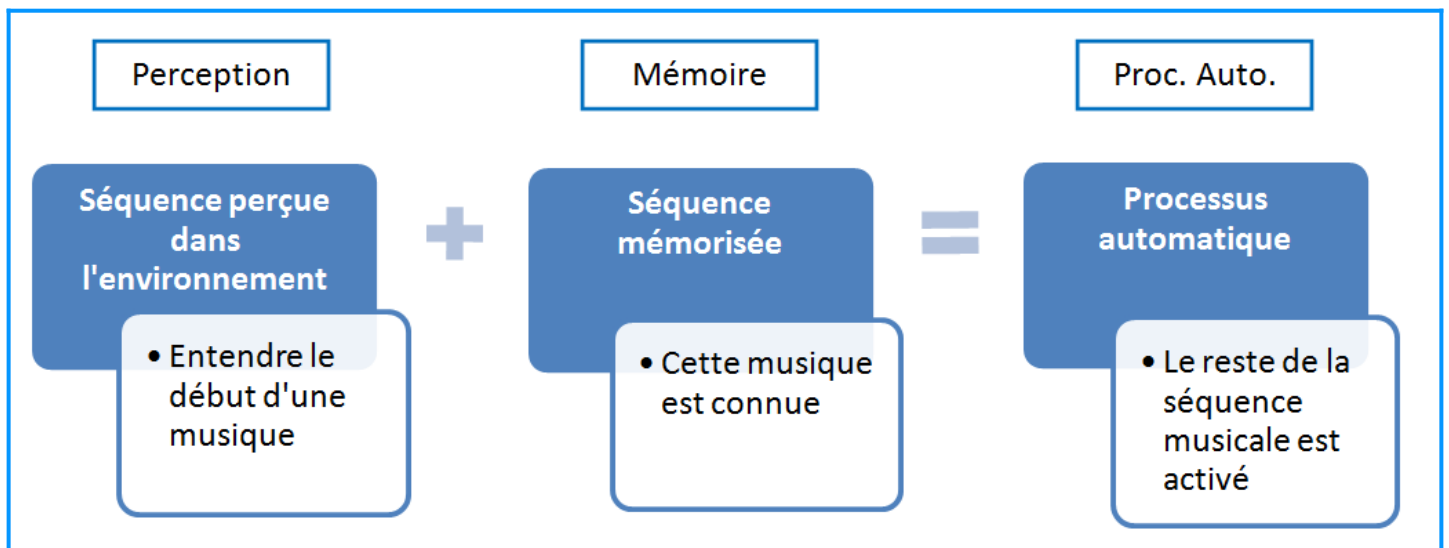 Perception
Mémoire
Proc. Auto.
Séquence perçue
dans
l'environnement
Entendre le
début d'une
musique
Séquence
mémorisée
Cette musique
est connue
Processus
automatique
Le reste de la
séquence
musicale est
activé